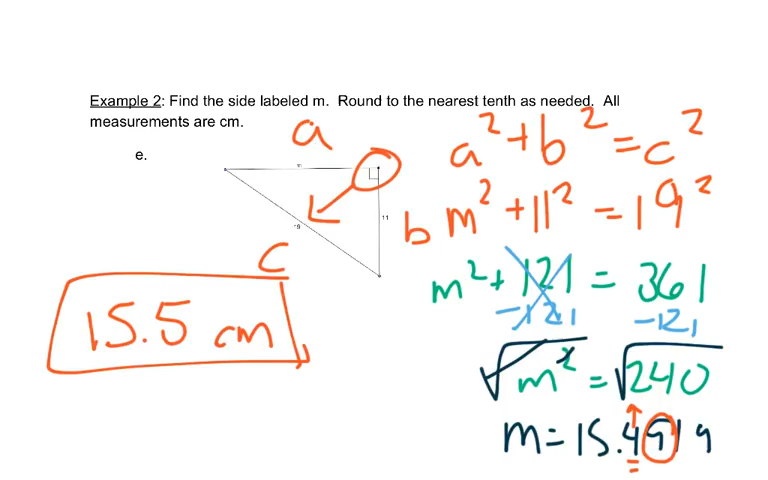 Example 2: Find the side labeled m. Round to the nearest tenth as needed. All
measurements are cm.
e.
a
a² + b² = c²
m
11
19
b
m² + 11² = 19²
c
m² + 121 = 361
-121 -121
15.5 cm
√m² = √240
m = 15.4919